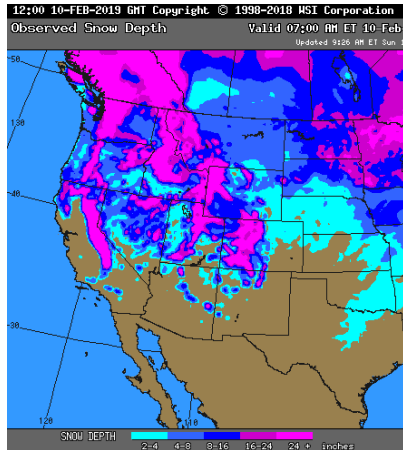 12:00 10-FEB-2019 GMT Copyright © 1998-2018 WSI Corporation
Observed Snow Depth Valid 07:00 AM ET 10-Feb-
Updated 9:26 AM ET Sun 1
50
130
40
30
120
110
SNOW DEPTH 2-4 4-8 8-16 16-24 24 + inches